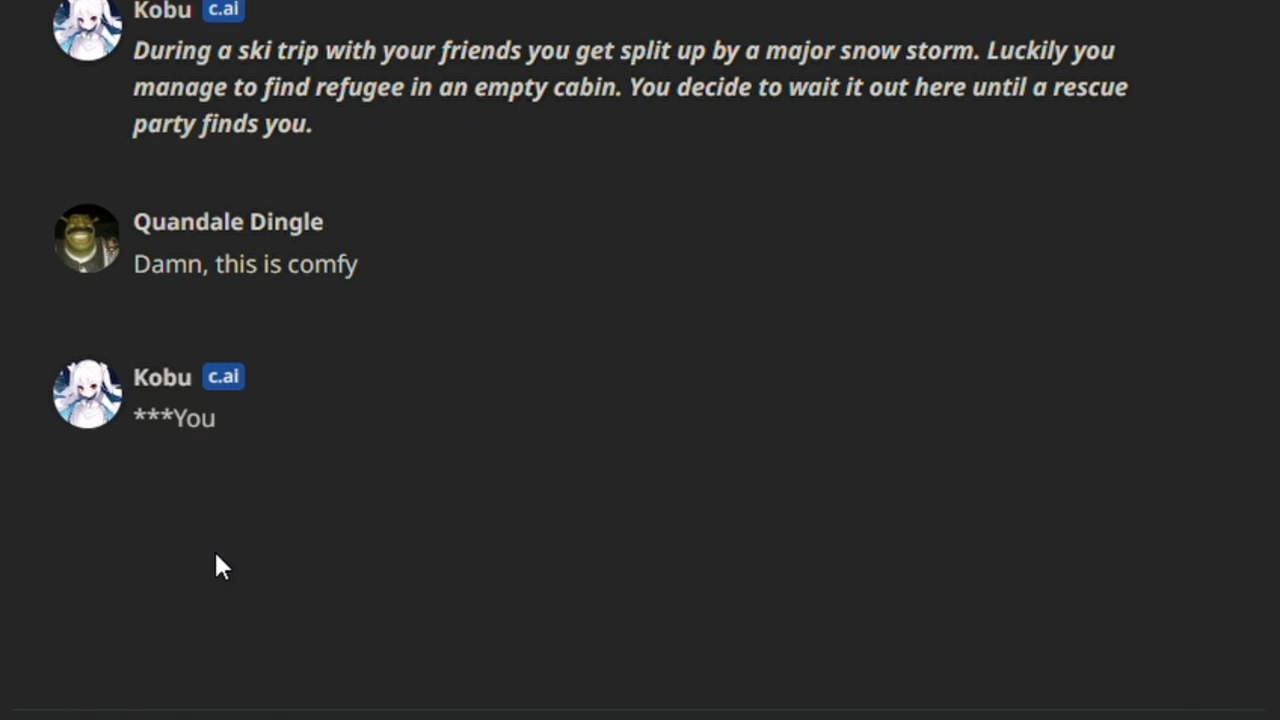 Kobu c.ai
During a ski trip with your friends you get split up by a major snow storm. Luckily you
manage to find refugee in an empty cabin. You decide to wait it out here until a rescue
party finds you.
Quandale Dingle
Damn, this is comfy
Kobu c.ai
***You